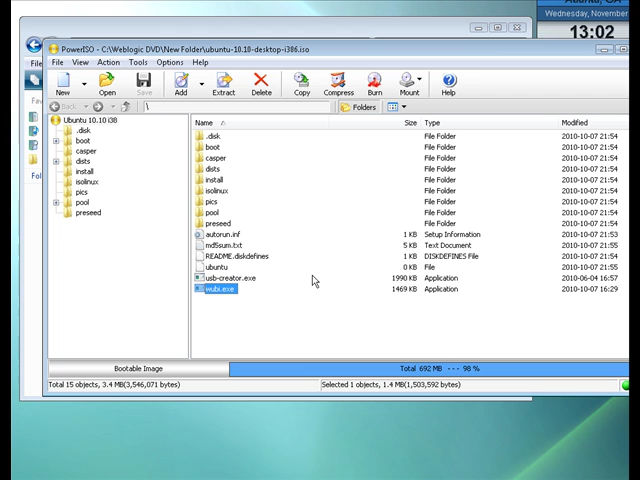 Wednesday, November
13:02
PowerISO - C:\Weblogic DVD\New Folder\ubuntu-10.10-desktop-i386.iso
File View Action Tools Options Help
New Open Save Add Extract Delete Copy Compress Burn Mount Help
Back \ Folders
Ubuntu 10.10 i38
.disk
boot
casper
dists
install
isolinux
pics
pool
preseed
Name Size Type Modified
.disk File Folder 2010-10-07 21:54
boot File Folder 2010-10-07 21:54
casper File Folder 2010-10-07 21:54
dists File Folder 2010-10-07 21:54
install File Folder 2010-10-07 21:54
isolinux File Folder 2010-10-07 21:54
pics File Folder 2010-10-07 21:54
pool File Folder 2010-10-07 21:54
preseed File Folder 2010-10-07 21:54
autorun.inf 1 KB Setup Information 2010-10-07 21:53
md5sum.txt 5 KB Text Document 2010-10-07 21:55
README.diskdefines 1 KB DISKDEFINES File 2010-10-07 21:54
ubuntu 0 KB File 2010-10-07 21:55
usb-creator.exe 1990 KB Application 2010-06-04 16:57
wubi.exe 1469 KB Application 2010-10-07 16:29
Bootable Image Total 692 MB --- 98 %
Total 15 objects, 3.4 MB(3,546,071 bytes) Selected 1 objects, 1.4 MB(1,503,592 bytes)
File
Fav
Fol